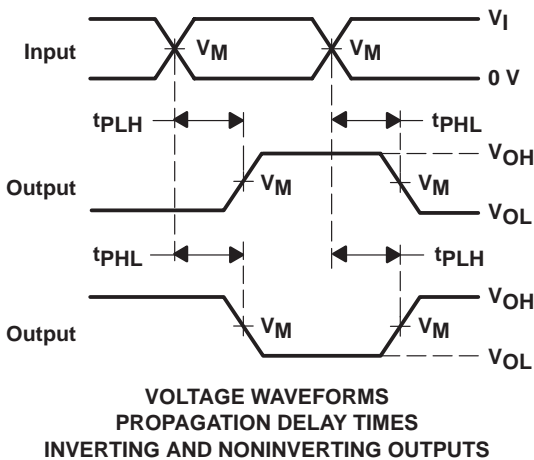 VI
Input VM VM
0 V
tPLH tPHL
VOH
Output VM VM
VOL
tPHL tPLH
VOH
Output VM VM
VOL
VOLTAGE WAVEFORMS
PROPAGATION DELAY TIMES
INVERTING AND NONINVERTING OUTPUTS